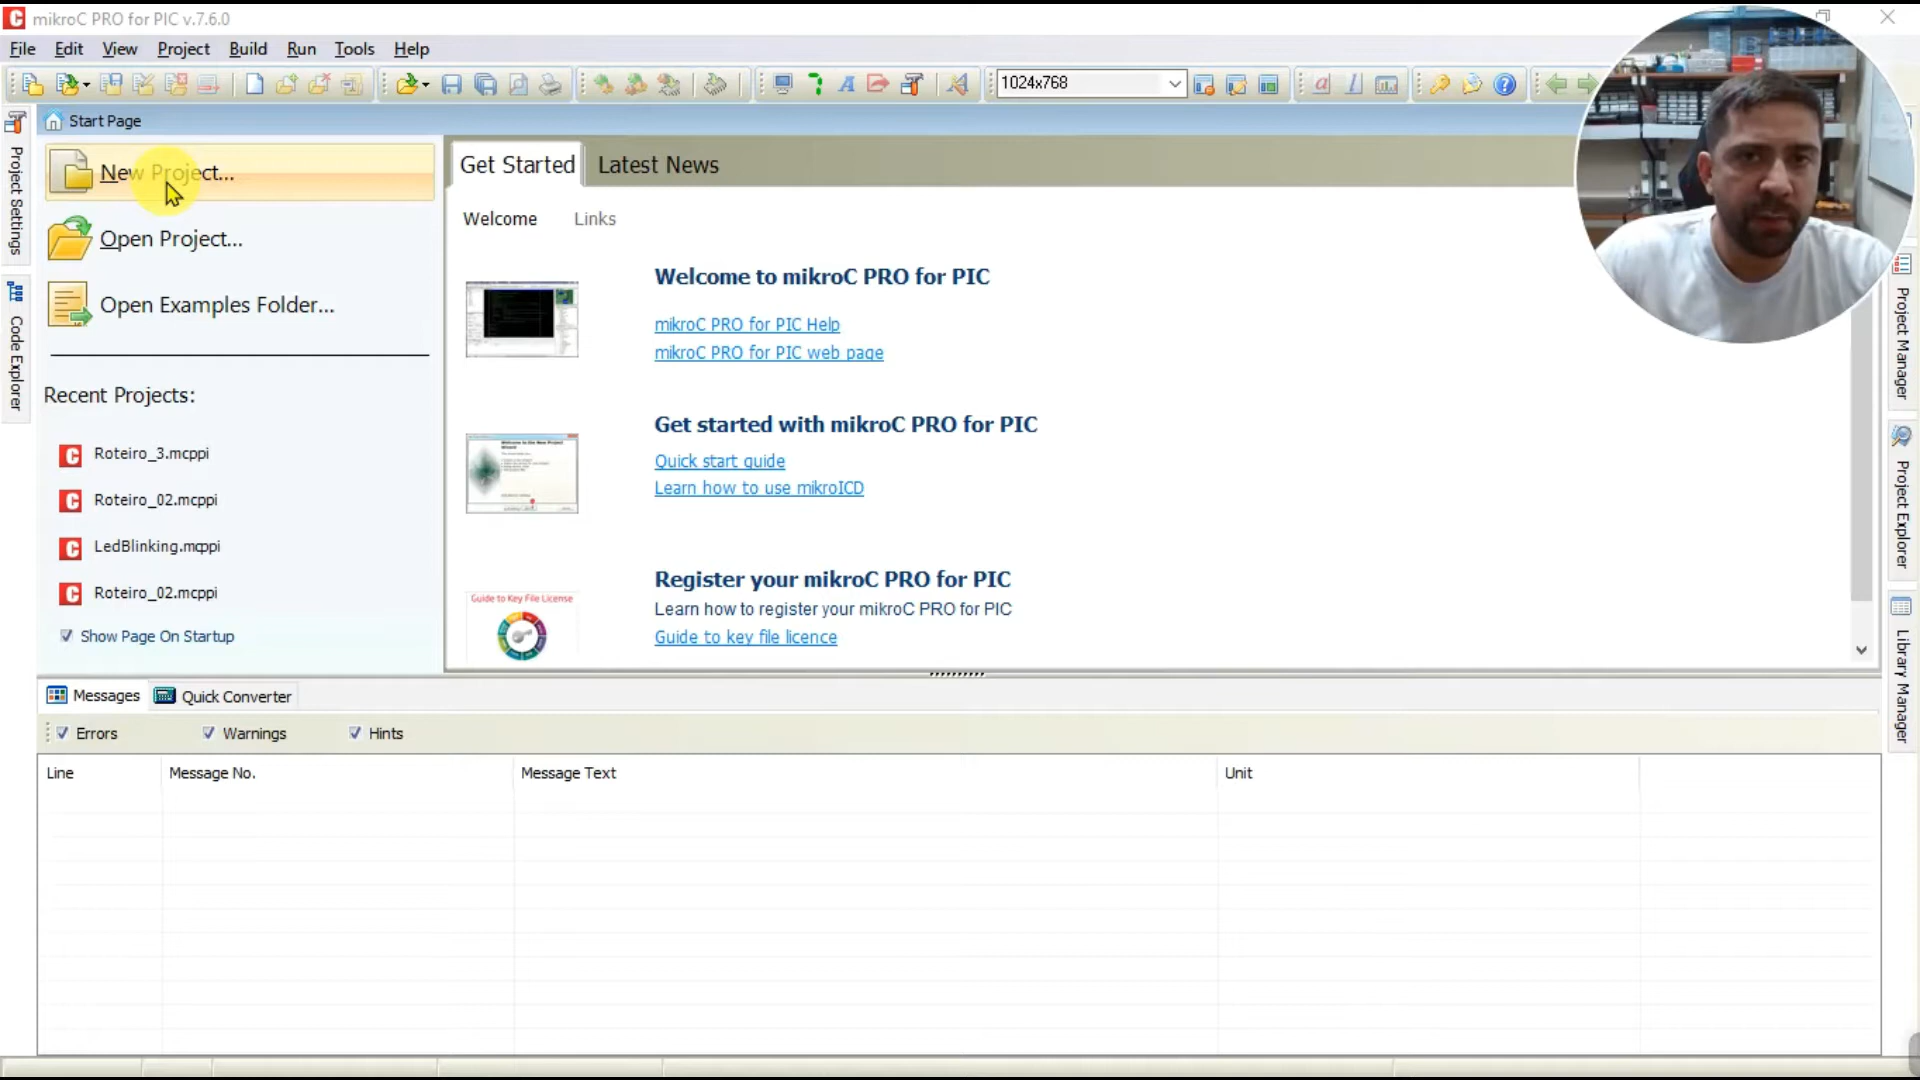 mikroC PRO for PIC v.7.6.0
File Edit View Project Build Run Tools Help
1024x768
Start Page
New Project...
Open Project...
Open Examples Folder...
Recent Projects:
Roteiro_3.mcppi
Roteiro_02.mcppi
LedBlinking.mcppi
Roteiro_02.mcppi
Show Page On Startup
Get Started Latest News
Welcome Links
Welcome to mikroC PRO for PIC
mikroC PRO for PIC Help
mikroC PRO for PIC web page
Get started with mikroC PRO for PIC
Quick start guide
Learn how to use mikroICD
Guide to Key File License
Register your mikroC PRO for PIC
Learn how to register your mikroC PRO for PIC
Guide to key file licence
Project Settings
Code Explorer
Project Manager
Project Explorer
Library Manager
Messages Quick Converter
Errors Warnings Hints
Line Message No. Message Text Unit